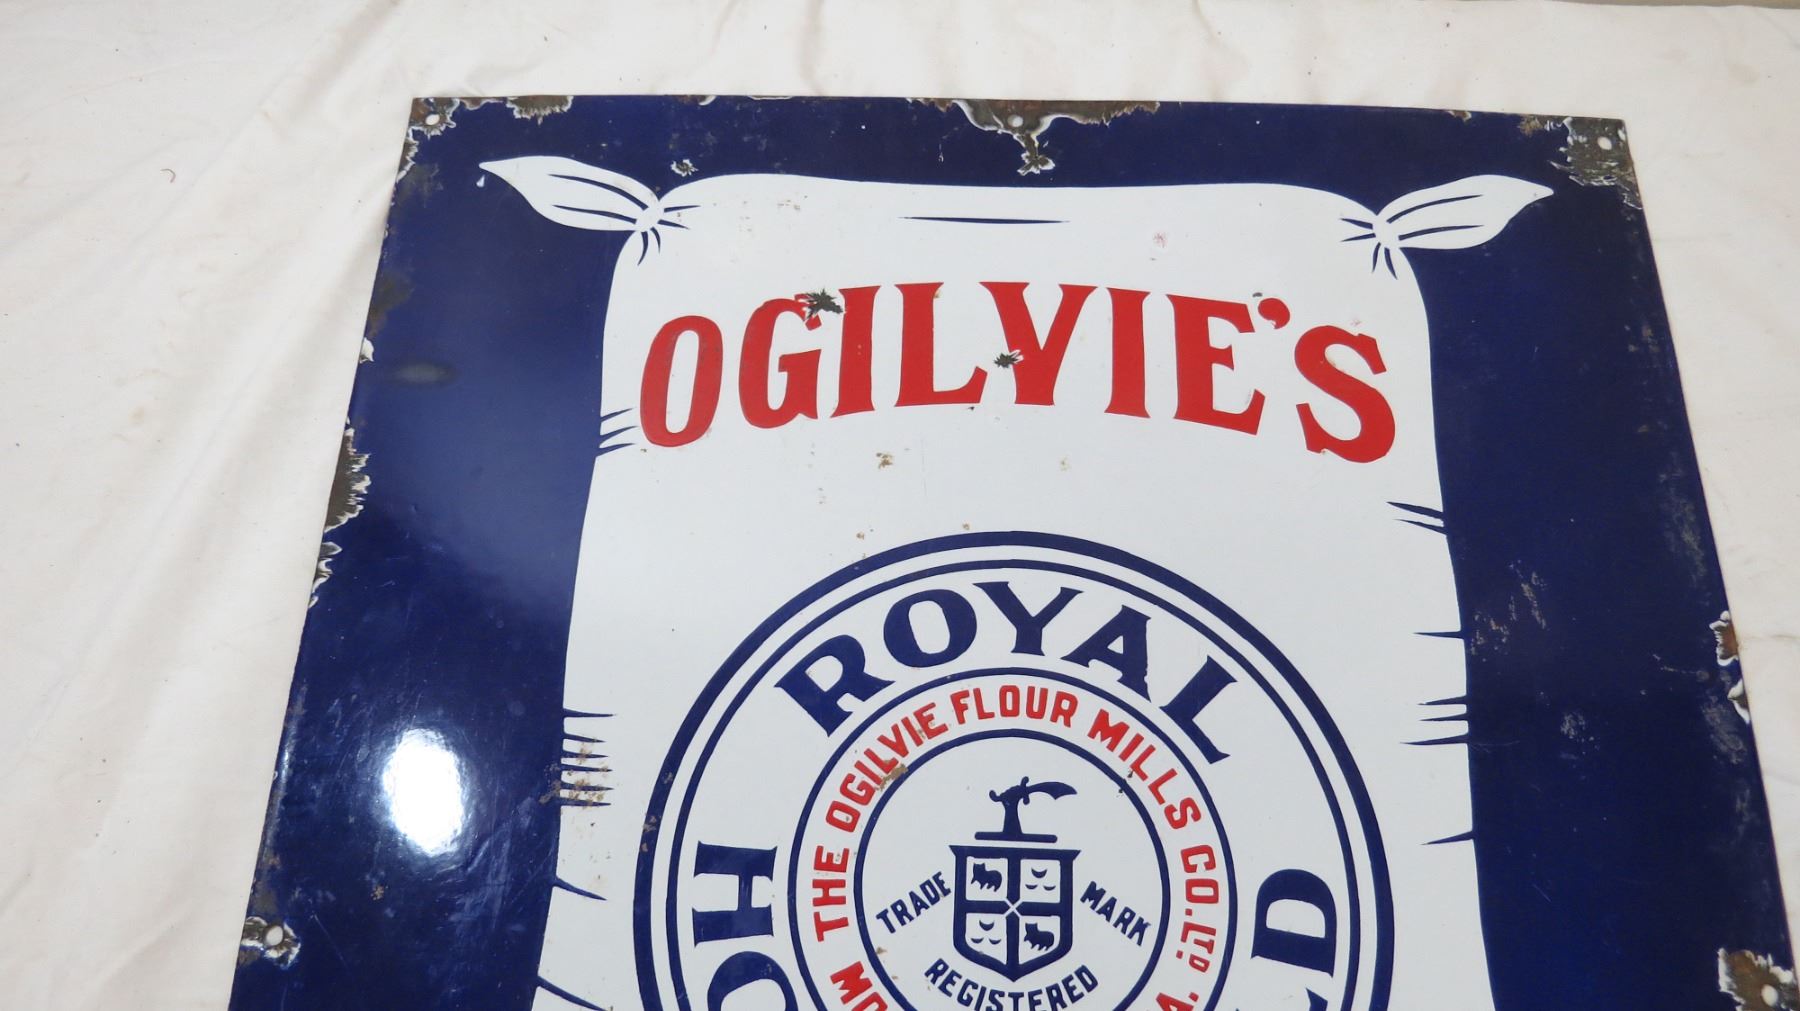 OGILVIE'S
ROYAL
THE OGILVIE FLOUR MILLS CO. LTD
TRADE MARK
REGISTERED